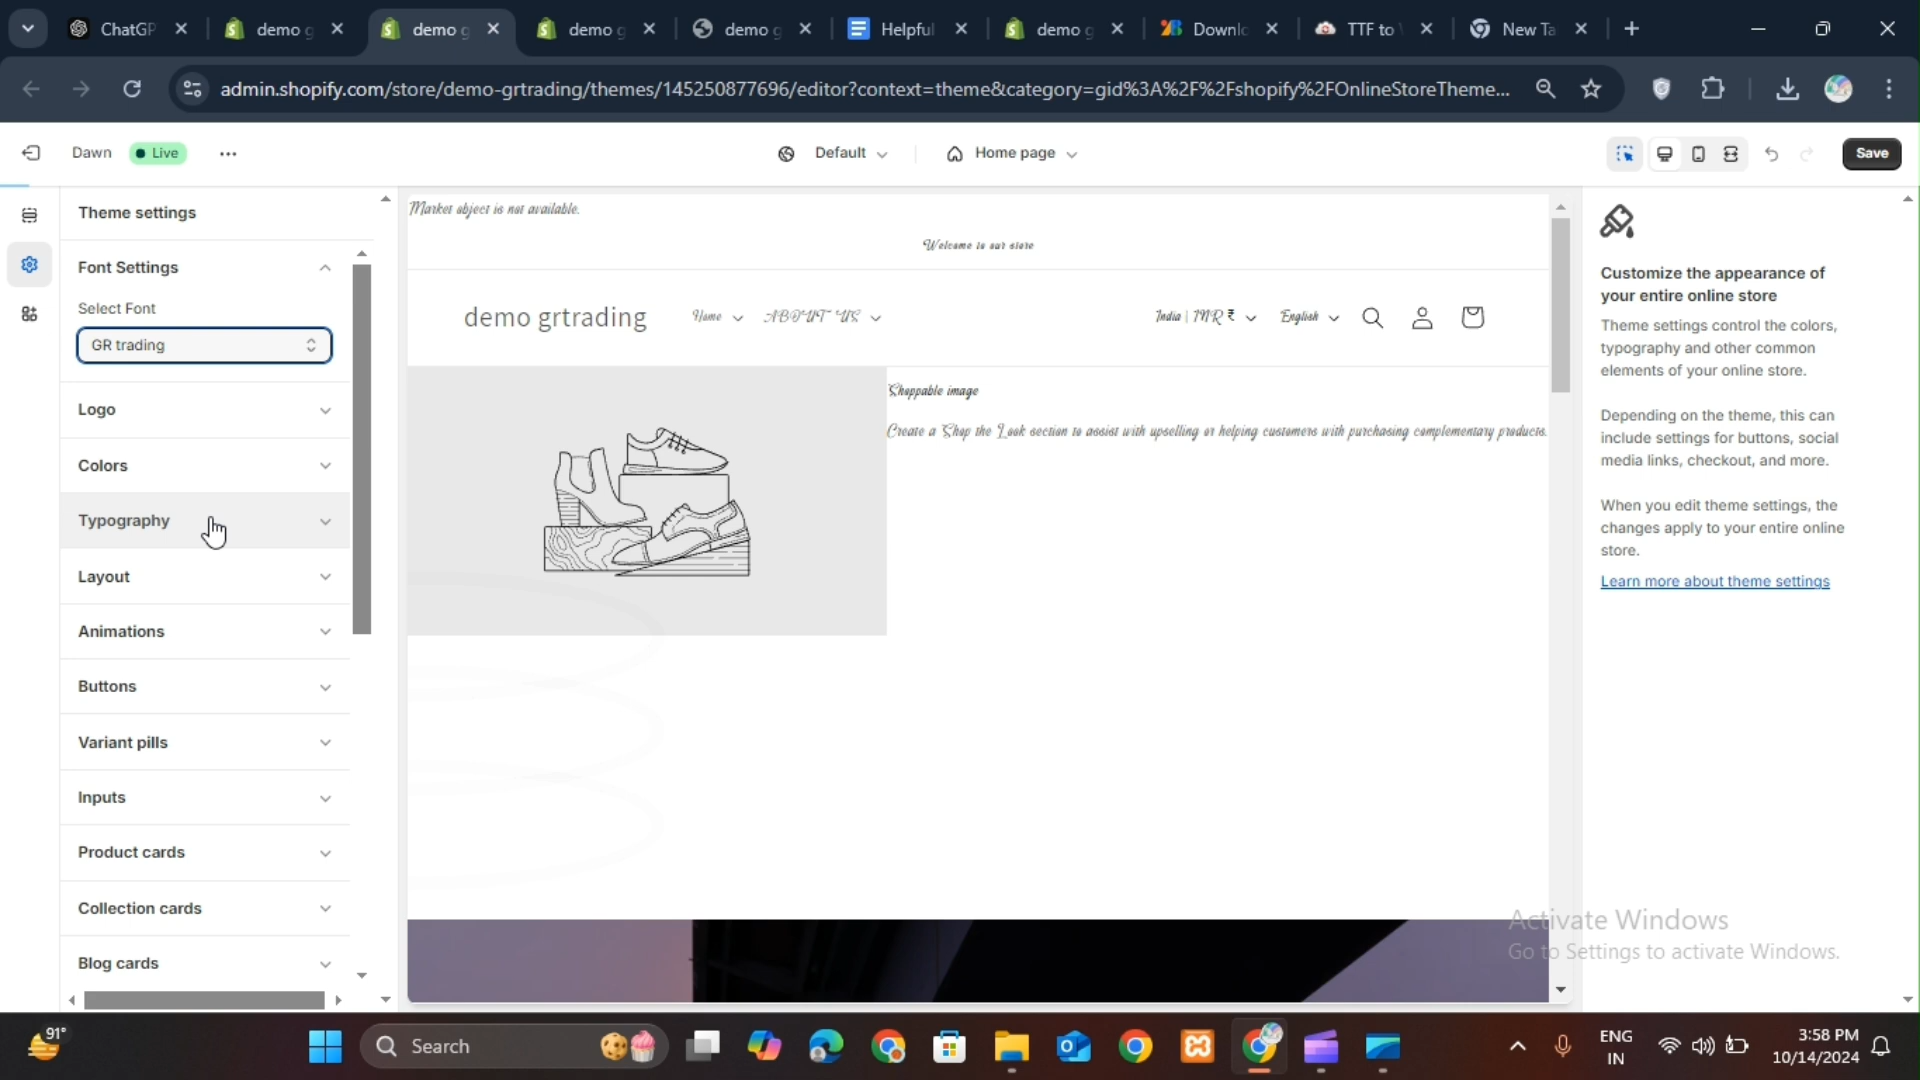 ChatGP
demo g
demo g
demo g
demo g
Helpful
demo g
Downlo
TTF to
New Ta
admin.shopify.com/store/demo-grtrading/themes/145250877696/editor?context=theme&category=gid%3A%2F%2Fshopify%2FOnlineStoreTheme...
Dawn
Live
Default
Home page
Save
Theme settings
Font Settings
Select Font
GR trading
Logo
Colors
Typography
Layout
Animations
Buttons
Variant pills
Inputs
Product cards
Collection cards
Blog cards
Market object is not available.
Welcome to our store
demo grtrading
Home
ABOUT US
India | INR ₹
English
Shoppable image
Create a Shop the Look section to assist with upselling or helping customers with purchasing complementary products.
Customize the appearance of
your entire online store
Theme settings control the colors,
typography and other common
elements of your online store.
Depending on the theme, this can
include settings for buttons, social
media links, checkout, and more.
When you edit theme settings, the
changes apply to your entire online
store.
Learn more about theme settings
Activate Windows
Go to Settings to activate Windows.
91°
Search
ENG
IN
3:58 PM
10/14/2024